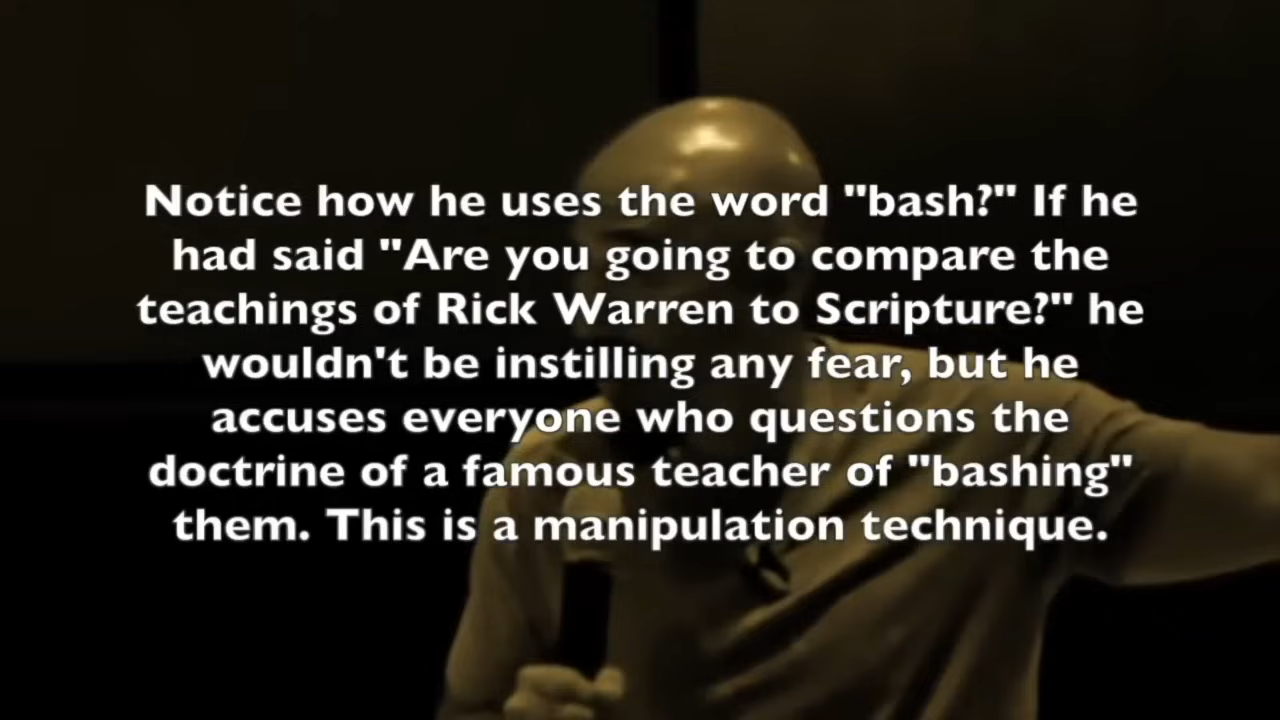 Notice how he uses the word "bash?" If he
had said "Are you going to compare the
teachings of Rick Warren to Scripture?" he
wouldn't be instilling any fear, but he
accuses everyone who questions the
doctrine of a famous teacher of "bashing"
them. This is a manipulation technique.